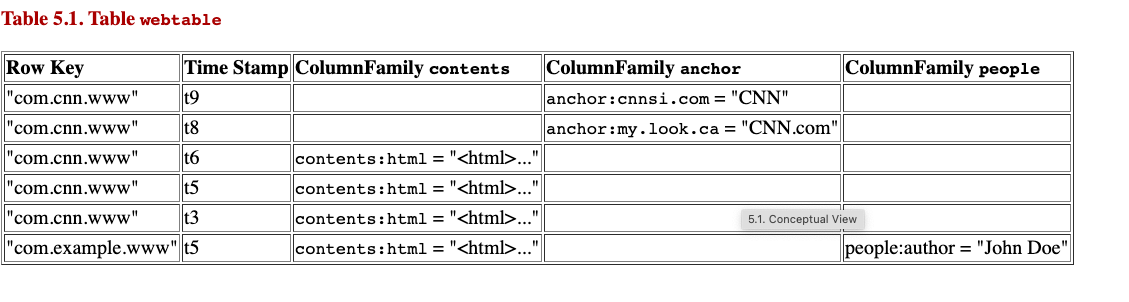 Table 5.1. Table webtable
Row Key Time Stamp ColumnFamily contents ColumnFamily anchor ColumnFamily people
"com.cnn.www" t9 anchor:cnnsi.com = "CNN"
"com.cnn.www" t8 anchor:my.look.ca = "CNN.com"
"com.cnn.www" t6 contents:html = "<html>..."
"com.cnn.www" t5 contents:html = "<html>..."
"com.cnn.www" t3 contents:html = "<html>..."
5.1. Conceptual View
"com.example.www" t5 contents:html = "<html>..." people:author = "John Doe"